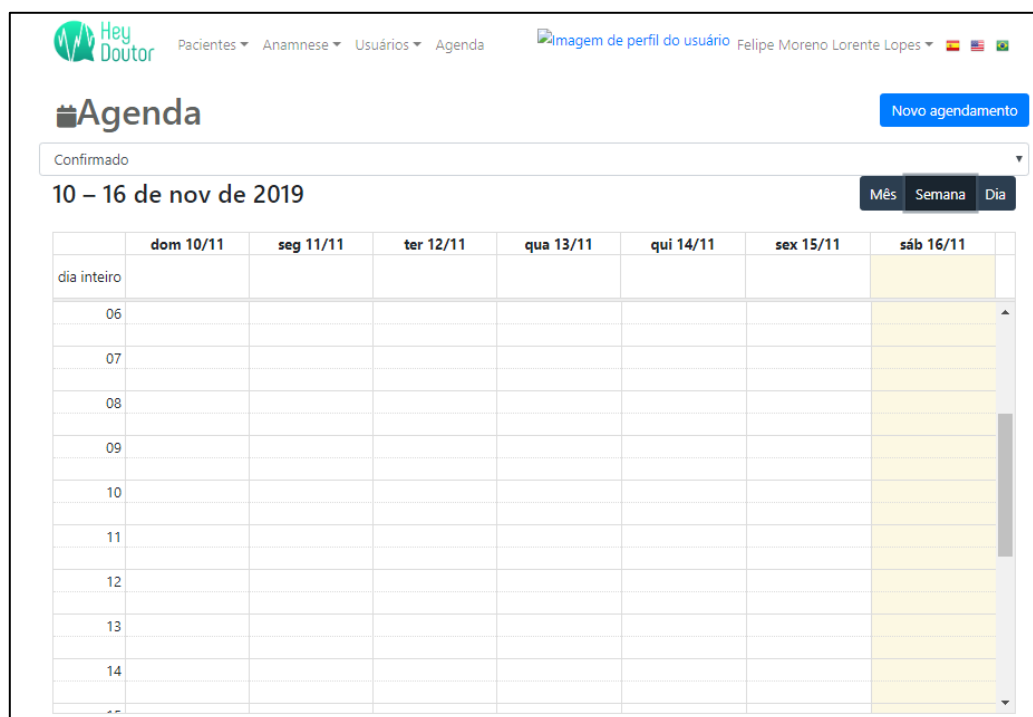 Hey
Doutor
Pacientes Anamnese Usuários Agenda Imagem de perfil do usuário Felipe Moreno Lorente Lopes
Agenda
Novo agendamento
Confirmado
10 – 16 de nov de 2019
Mês Semana Dia
dom 10/11 seg 11/11 ter 12/11 qua 13/11 qui 14/11 sex 15/11 sáb 16/11
dia inteiro
06
07
08
09
10
11
12
13
14